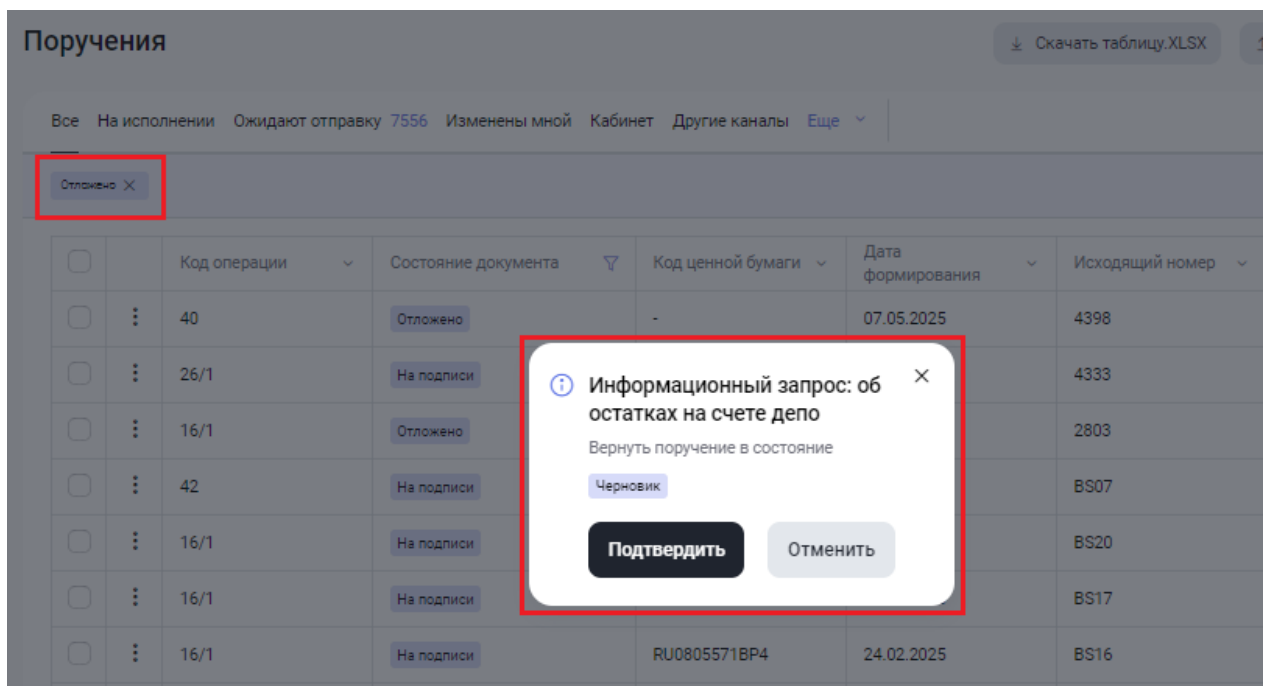 Поручения
Скачать таблицу.XLSX
Все На исполнении Ожидают отправку 7556 Изменены мной Кабинет Другие каналы Еще
Отложено
Код операции Состояние документа Код ценной бумаги Дата формирования Исходящий номер
40 Отложено - 07.05.2025 4398
26/1 На подписи 4333
16/1 Отложено 2803
42 На подписи BS07
16/1 На подписи BS20
16/1 На подписи BS17
16/1 На подписи RU0805571BP4 24.02.2025 BS16
Информационный запрос: об
остатках на счете депо
Вернуть поручение в состояние
Черновик
Подтвердить Отменить